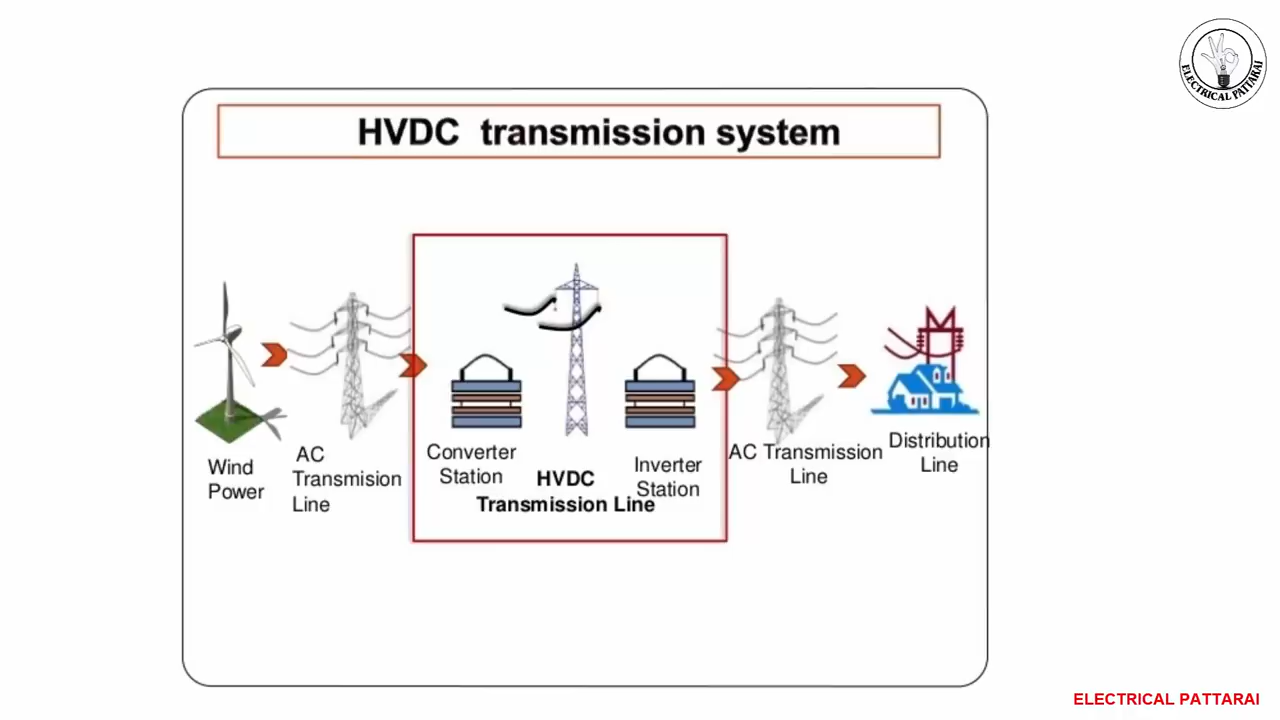 ELECTRICAL PATTARAI
HVDC transmission system
Wind
Power
AC
Transmision
Line
Converter
Station
HVDC
Transmission Line
Inverter
Station
AC Transmission
Line
Distribution
Line
ELECTRICAL PATTARAI